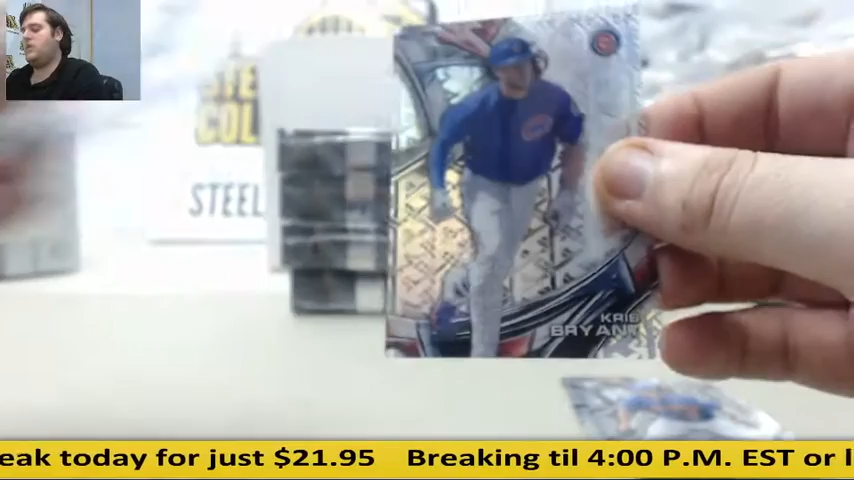 STEEL
KRIS
BRYANT
eak today for just $21.95 Breaking til 4:00 P.M. EST or l